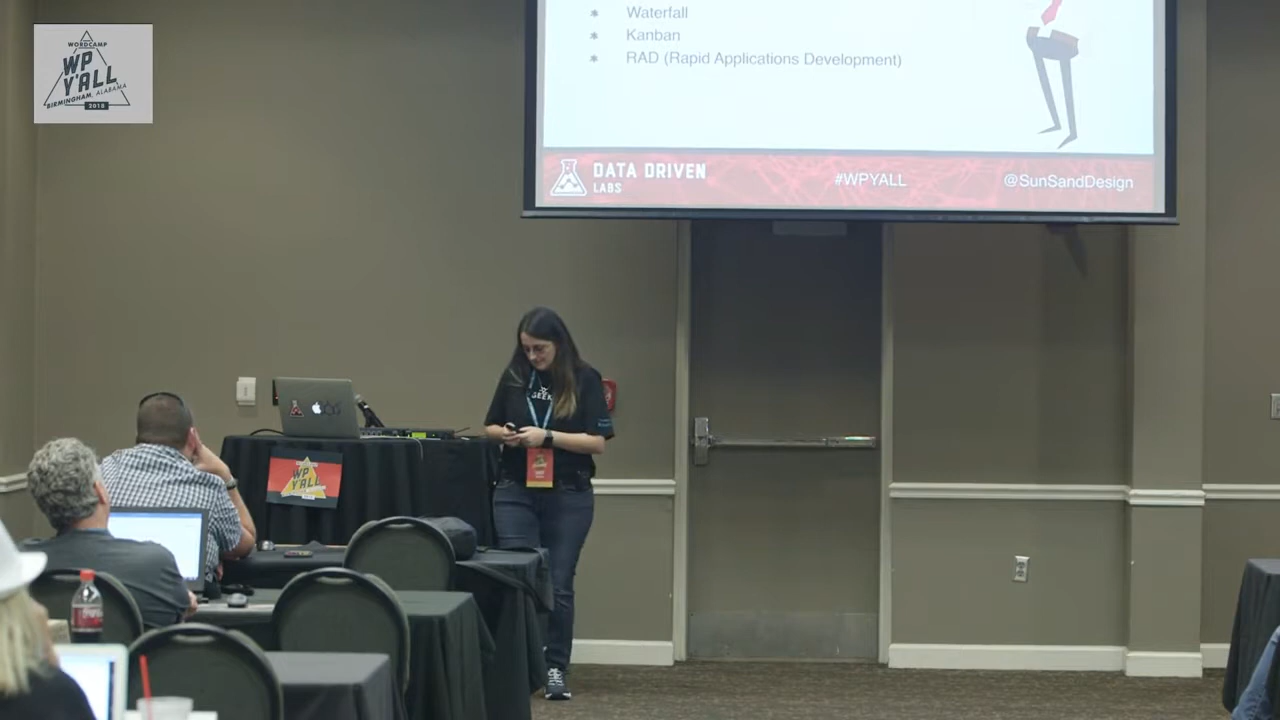 WORDCAMP
WP
Y'ALL
BIRMINGHAM, ALABAMA
2018
* Waterfall
* Kanban
* RAD (Rapid Applications Development)
DATA DRIVEN
LABS
#WPYALL
@SunSandDesign
GEEK
WP
Y'ALL